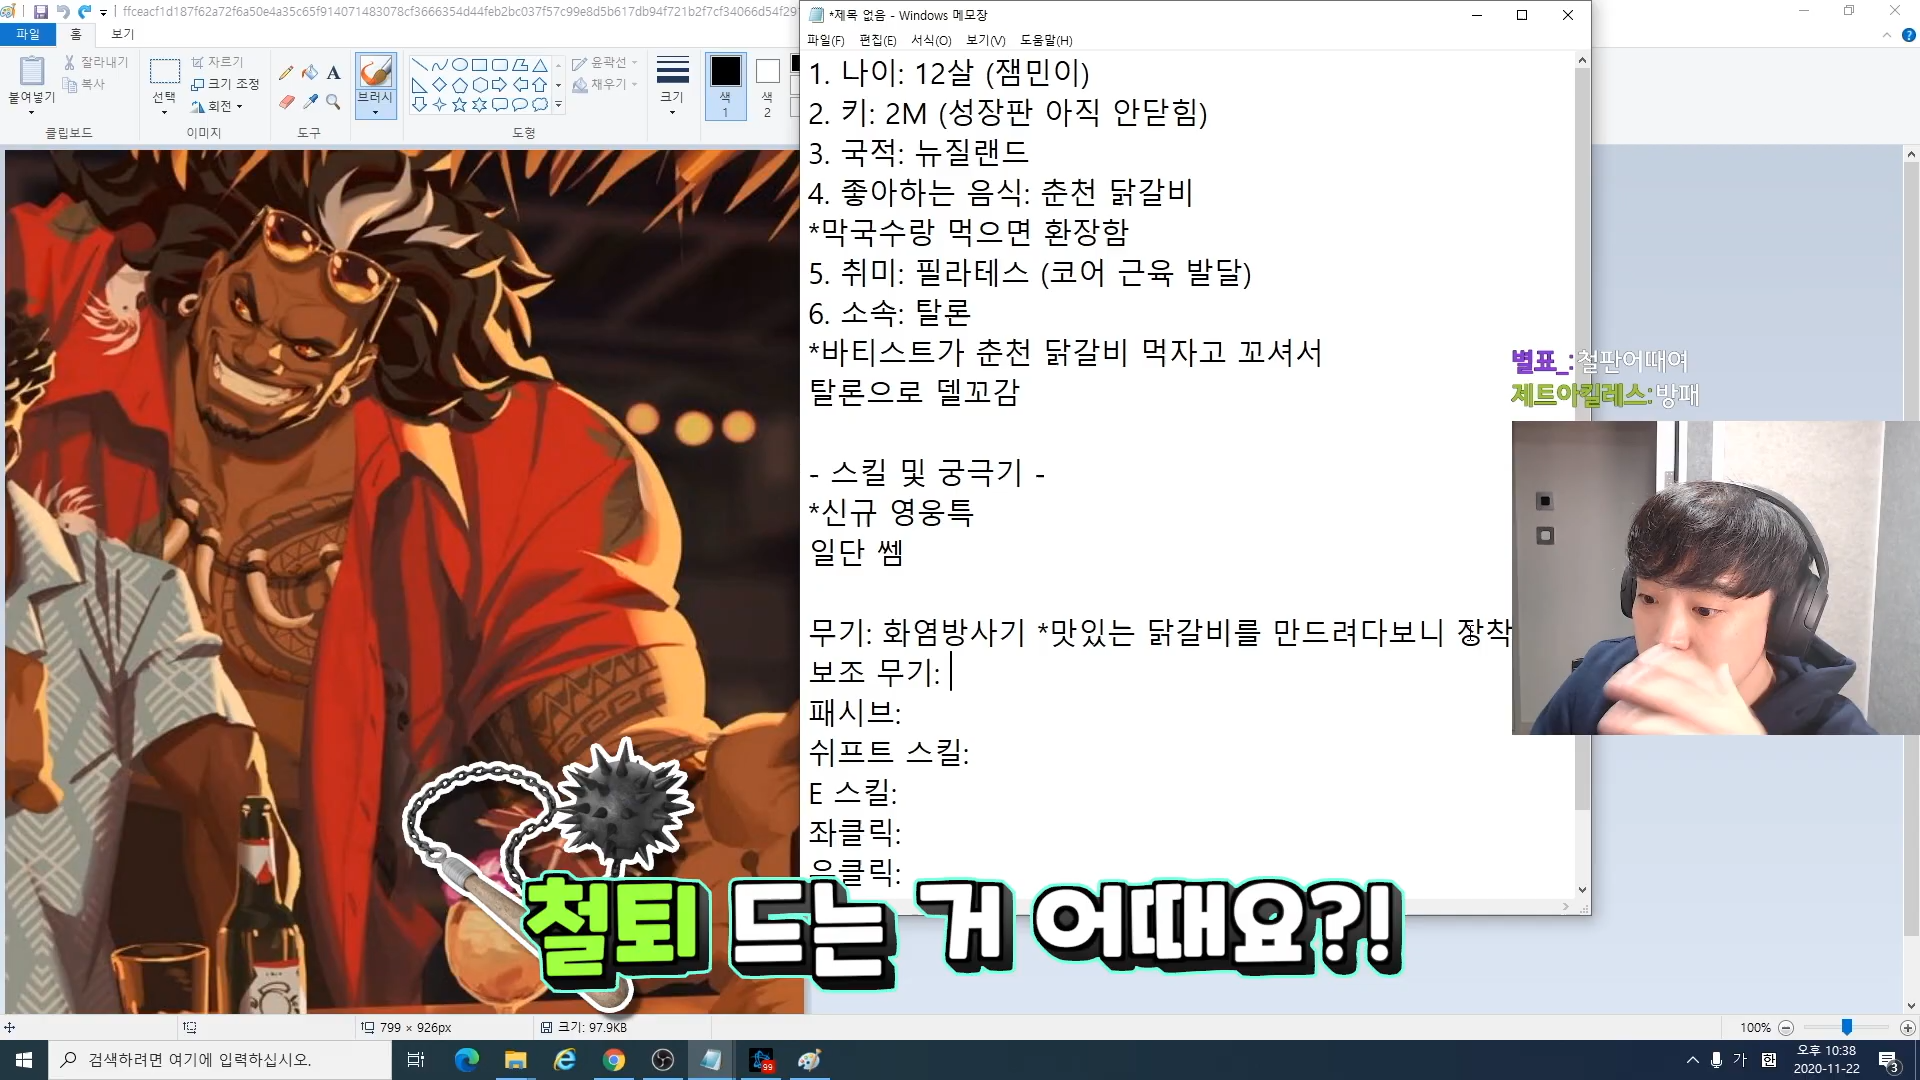 ffceacf1d187f62a72f6a50e4a35c65f914071483078cf3666354d44feb2bc037f57c99e8d5b617db94f721b2f7cf34066d54f29
파일
홈
보기
붙여넣기
잘라내기
복사
클립보드
선택
자르기
크기 조정
회전
이미지
A
도구
브러시
도형
윤곽선
채우기
크기
색
1
색
2
*제목 없음 - Windows 메모장
파일(F) 편집(E) 서식(O) 보기(V) 도움말(H)
1. 나이: 12살 (잼민이)
2. 키: 2M (성장판 아직 안닫힘)
3. 국적: 뉴질랜드
4. 좋아하는 음식: 춘천 닭갈비
*막국수랑 먹으면 환장함
5. 취미: 필라테스 (코어 근육 발달)
6. 소속: 탈론
*바티스트가 춘천 닭갈비 먹자고 꼬셔서
탈론으로 델꼬감
- 스킬 및 궁극기 -
*신규 영웅특
일단 쎔
무기: 화염방사기 *맛있는 닭갈비를 만드려다보니 장착
보조 무기:
패시브:
쉬프트 스킬:
E 스킬:
좌클릭:
우클릭:
별표_: 철판어때여
제트아킬레스: 방패
철퇴 드는 거 어때요?!
799 × 926px
크기: 97.9KB
100%
검색하려면 여기에 입력하십시오.
99
가
오후 10:38
2020-11-22
3